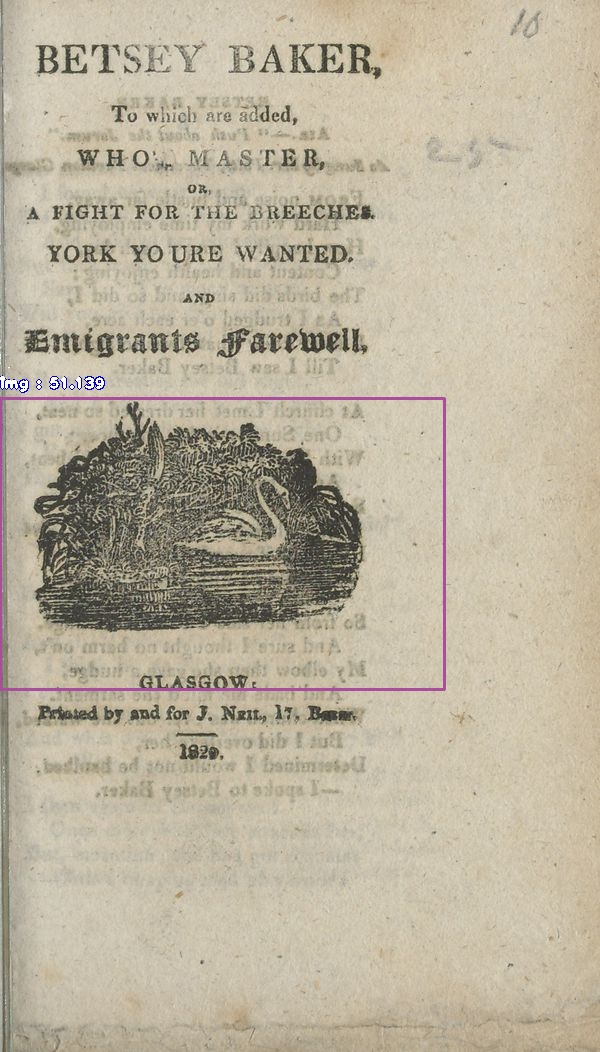 10
BETSEY BAKER,
To which are added,
WHO'S MASTER,
OR,
A FIGHT FOR THE BREECHES.
YORK YOURE WANTED.
AND
Emigrants Farewell.
Img : 51.139
GLASGOW:
Printed by and for J. NEIL, 17,
1829.